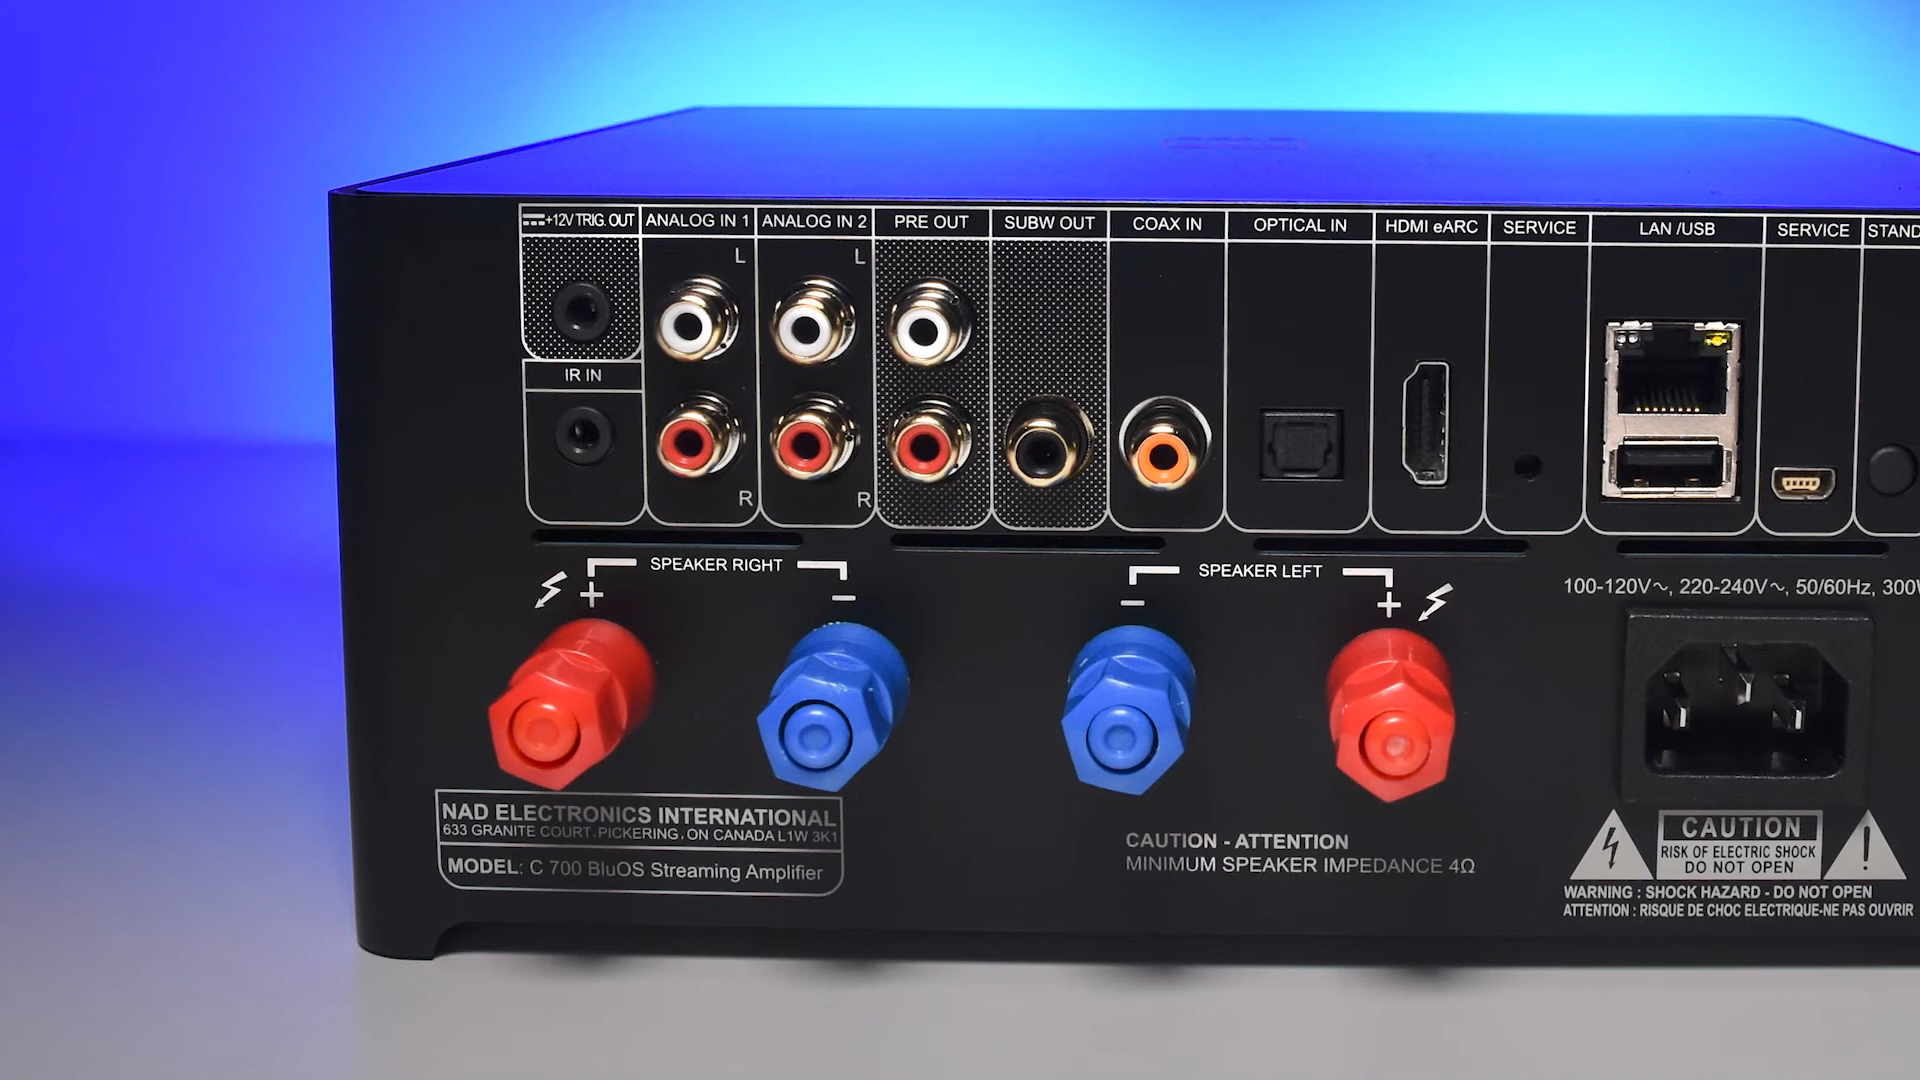 +12V TRIG. OUT
ANALOG IN 1
ANALOG IN 2
PRE OUT
SUBW OUT
COAX IN
OPTICAL IN
HDMI eARC
SERVICE
LAN /USB
SERVICE
L
L
IR IN
R
R
SPEAKER RIGHT
+
−
SPEAKER LEFT
−
+
100-120V~, 220-240V~, 50/60Hz,
NAD ELECTRONICS INTERNATIONAL
633 GRANITE COURT, PICKERING, ON CANADA L1W 3K1
MODEL: C 700 BluOS Streaming Amplifier
CAUTION - ATTENTION
MINIMUM SPEAKER IMPEDANCE 4Ω
CAUTION
RISK OF ELECTRIC SHOCK
DO NOT OPEN
WARNING : SHOCK HAZARD - DO NOT OPEN
ATTENTION : RISQUE DE CHOC ELECTRIQUE-NE PAS OUVRIR